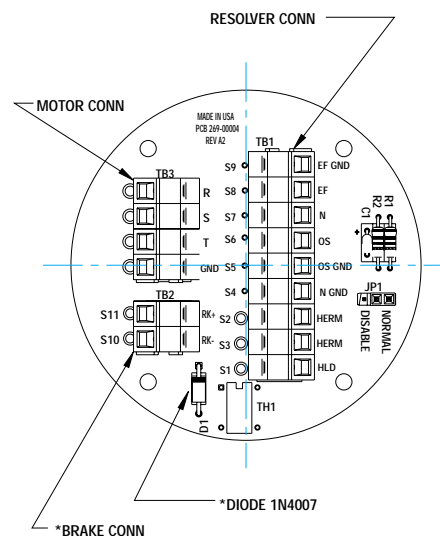 RESOLVER CONN
MOTOR CONN
MADE IN USA
PCB 269-00004
REV A2
TB1
TB3
S9 EF GND
S8 EF
S7 N
S6 OS
S5 OS GND
S4 N GND
S2 HERM
S3 HERM
S1 HLD
R
S
T
GND
TB2
S11 RK+
S10 RK-
R2 R1
C1
+
JP1
DISABLE NORMAL
D1
TH1
*DIODE 1N4007
*BRAKE CONN